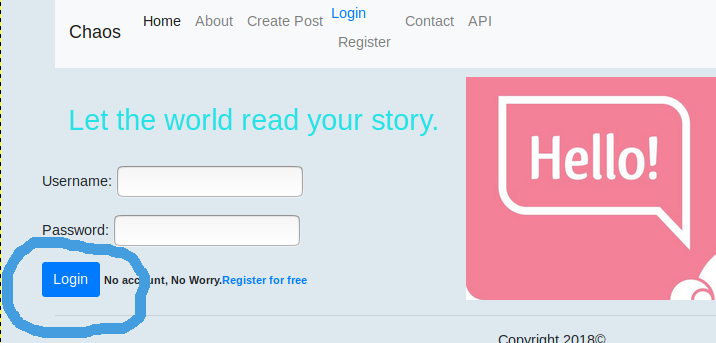 Chaos Home About Create Post Login Register Contact API
Let the world read your story.
Hello!
Username:
Password:
Login No account, No Worry.Register for free
Copyright 2018©